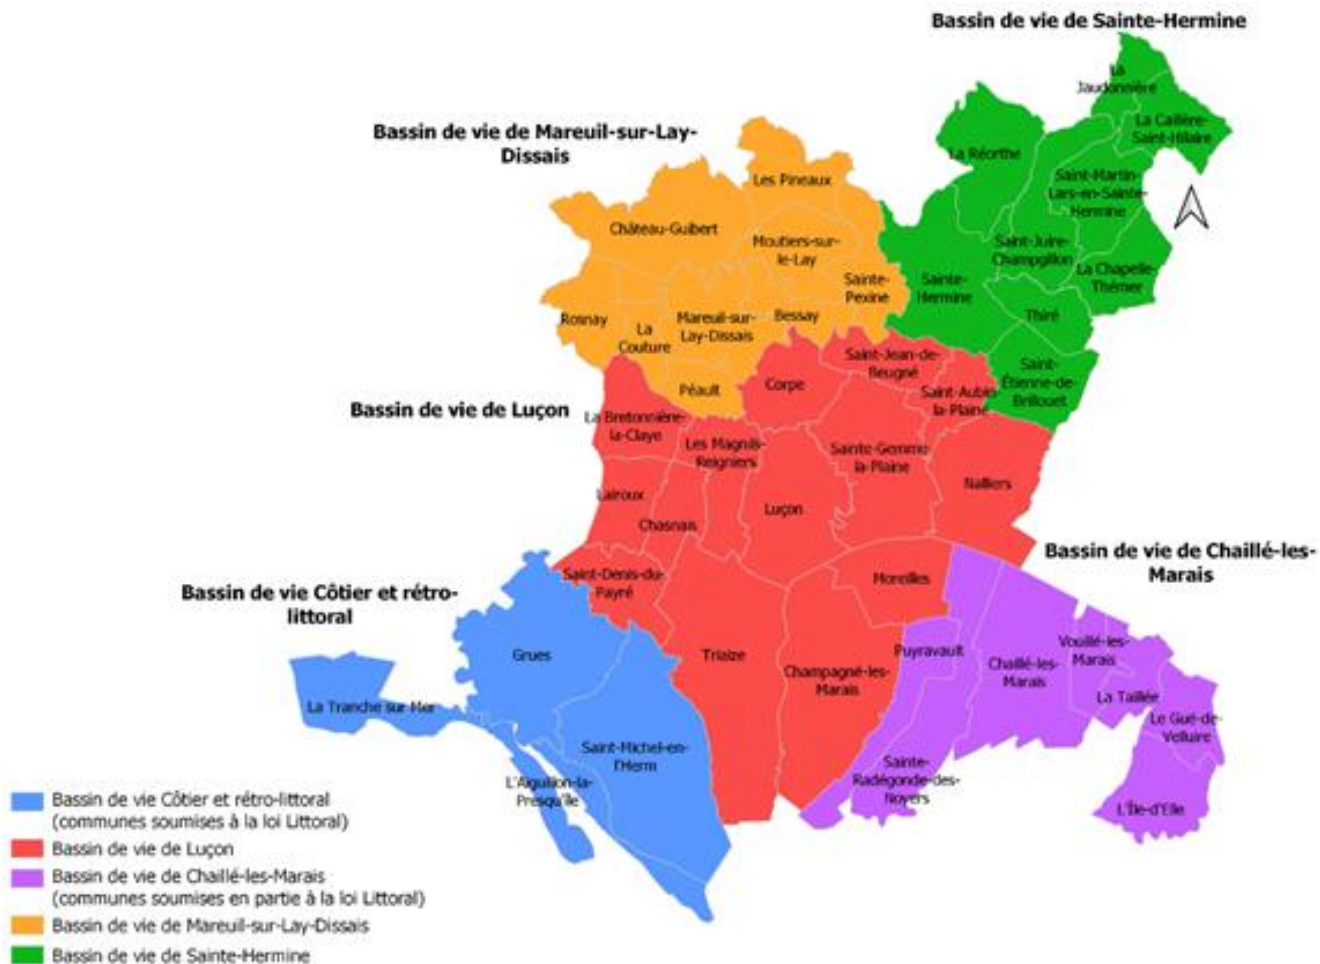 Bassin de vie de Sainte-Hermine
La
Jaudonnière
La Caillère-
Saint-Hilaire
Bassin de vie de Mareuil-sur-Lay-
Dissais
La Réorthe
Les Pineaux
Saint-Martin-
Lars-en-Sainte-
Hermine
Château-Guibert
Moutiers-sur-
le-Lay
Saint-Juire-
Champgillon
La Chapelle-
Thémer
Sainte-
Pexine
Sainte-
Hermine
Rosnay
La
Couture
Mareuil-sur-
Lay-Dissais
Bessay
Thiré
Saint-Jean-de-
Beugné
Saint-
Étienne-de-
Brillouet
Péault
Corpe
Saint-Aubin-
la-Plaine
Bassin de vie de Luçon
La Bretonnière-
la-Claye
Les Magnils-
Reigniers
Sainte-Gemme-
la-Plaine
Nalliers
Lairoux
Chasnais
Luçon
Bassin de vie de Chaillé-les-
Marais
Saint-Denis-du-
Payré
Moreilles
Bassin de vie Côtier et rétro-
littoral
Grues
Triaize
Champagné-les-
Marais
Puyravault
Chaillé-les-
Marais
Vouillé-les-
Marais
La Taillée
Le Gué-de-
Velluire
La Tranche sur Mer
Saint-Michel-en-
l'Herm
L'Aiguillon-la-
Presqu'île
Sainte-
Radégonde-des-
Noyers
L'Île-d'Elle
Bassin de vie Côtier et rétro-littoral
(communes soumises à la loi Littoral)
Bassin de vie de Luçon
Bassin de vie de Chaillé-les-Marais
(communes soumises en partie à la loi Littoral)
Bassin de vie de Mareuil-sur-Lay-Dissais
Bassin de vie de Sainte-Hermine